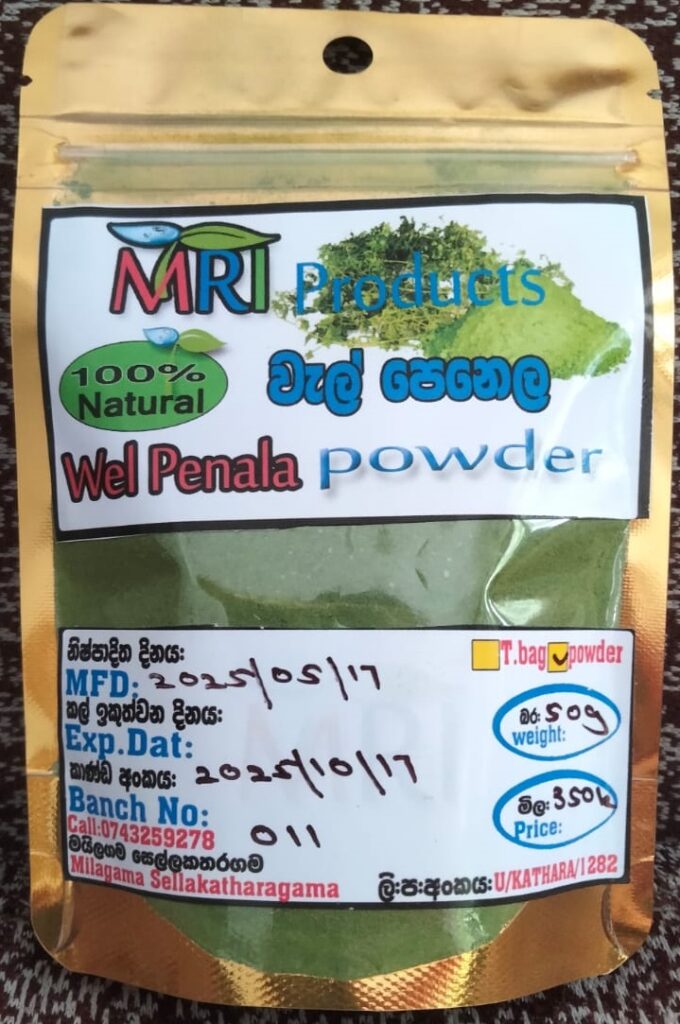 MRI Products
100% Natural
වැල් පෙනෙල
Wel Penala powder
නිෂ්පාදිත දිනය:
MFD: 2025/05/17
T.bag powder
කල් ඉකුත්වන දිනය:
Exp.Dat:
බර: 50g
weight:
කාණ්ඩ අංකය: 2025/10/17
Banch No:
011
මිල: 350/=
Price:
Call:0743259278
මයිලගම සෙල්ලකතරගම
Milagama Sellakatharagama
ලි:ප:අංකය: U/KATHARA/1282